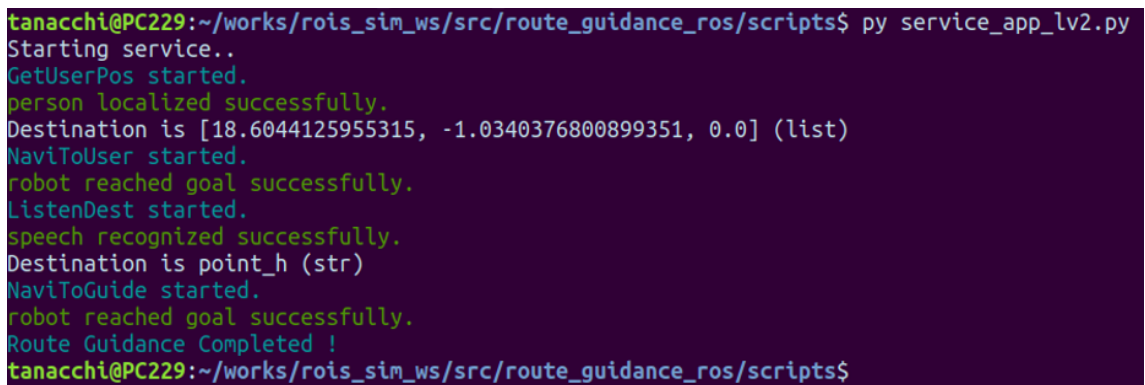 tanacchi@PC229:~/works/rois_sim_ws/src/route_guidance_ros/scripts$ py service_app_lv2.py
Starting service..
GetUserPos started.
person localized successfully.
Destination is [18.6044125955315, -1.0340376800899351, 0.0] (list)
NaviToUser started.
robot reached goal successfully.
ListenDest started.
speech recognized successfully.
Destination is point_h (str)
NaviToGuide started.
robot reached goal successfully.
Route Guidance Completed !
tanacchi@PC229:~/works/rois_sim_ws/src/route_guidance_ros/scripts$